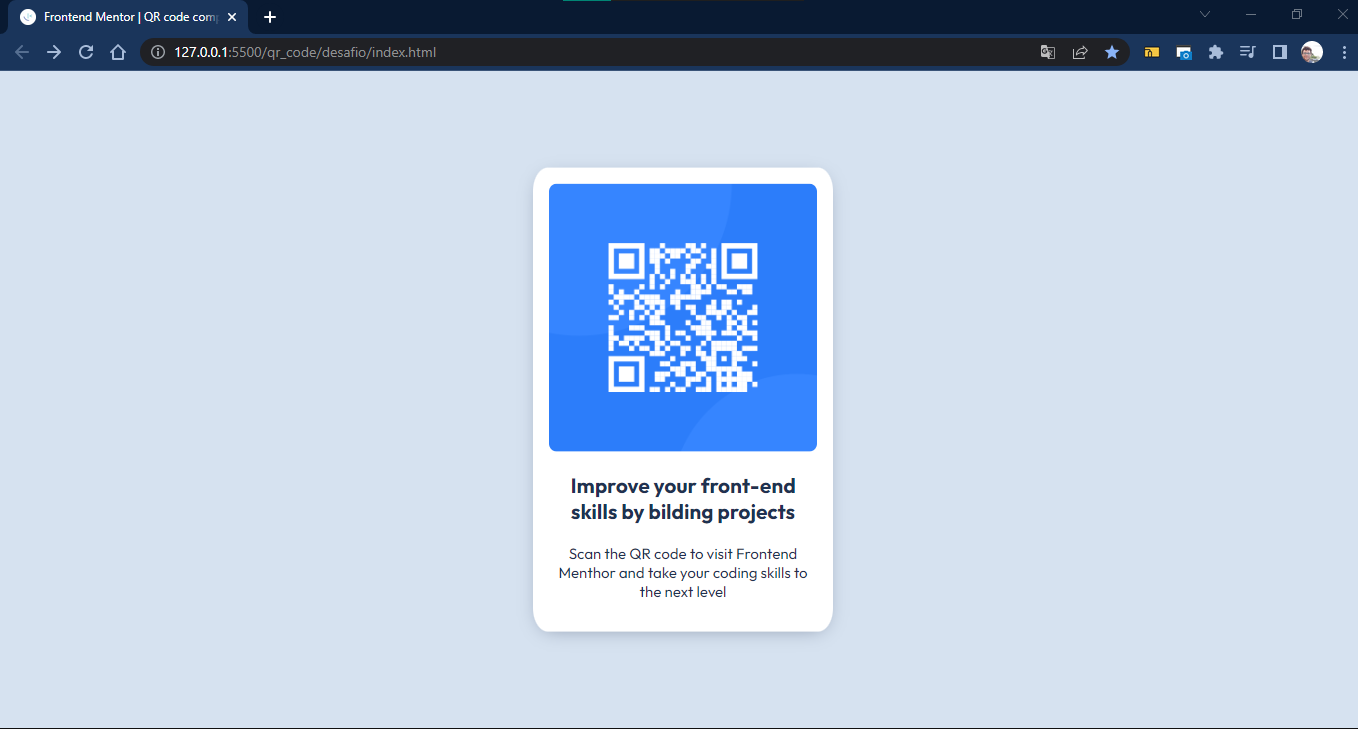 Frontend Mentor | QR code com
127.0.0.1:5500/qr_code/desafio/index.html
Improve your front-end
skills by bilding projects
Scan the QR code to visit Frontend
Menthor and take your coding skills to
the next level